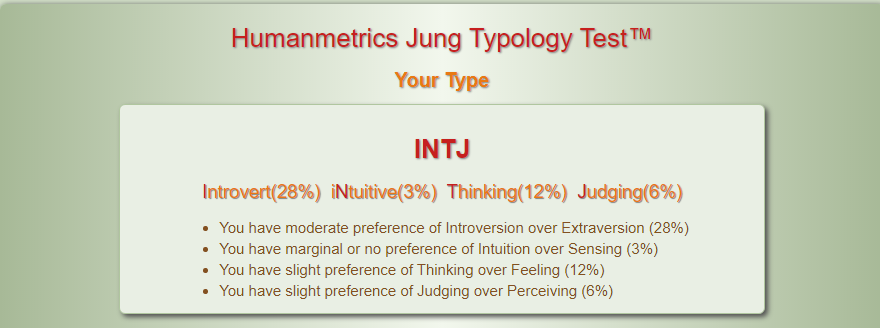 Humanmetrics Jung Typology Test™
Your Type
INTJ
Introvert(28%) iNtuitive(3%) Thinking(12%) Judging(6%)
• You have moderate preference of Introversion over Extraversion (28%)
• You have marginal or no preference of Intuition over Sensing (3%)
• You have slight preference of Thinking over Feeling (12%)
• You have slight preference of Judging over Perceiving (6%)